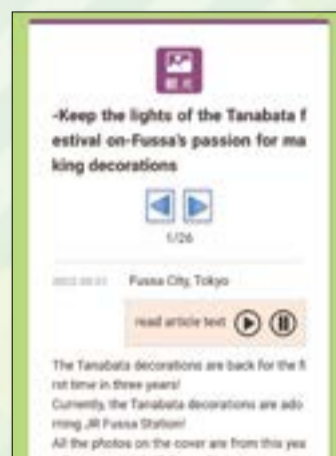 観光
-Keep the lights of the Tanabata f
estival on-Fussa's passion for ma
king decorations
1/26
Fussa City, Tokyo
read article text
The Tanabata decorations are back for the fi
rst time in three years!
Currently, the Tanabata decorations are ado
rning JR Fussa Station!
All the photos on the cover are from this yea